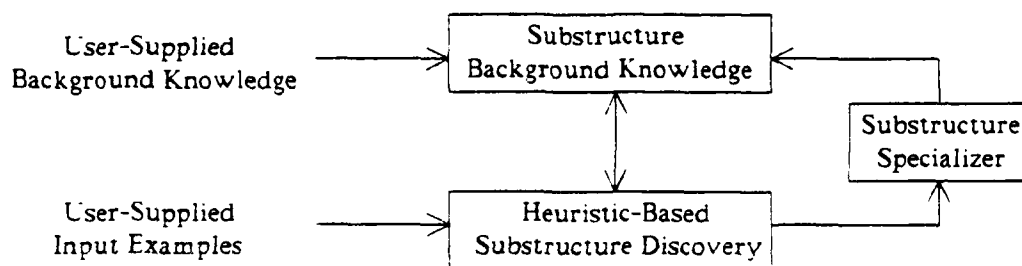 User-Supplied
Background Knowledge
Substructure
Background Knowledge
Substructure
Specializer
User-Supplied
Input Examples
Heuristic-Based
Substructure Discovery